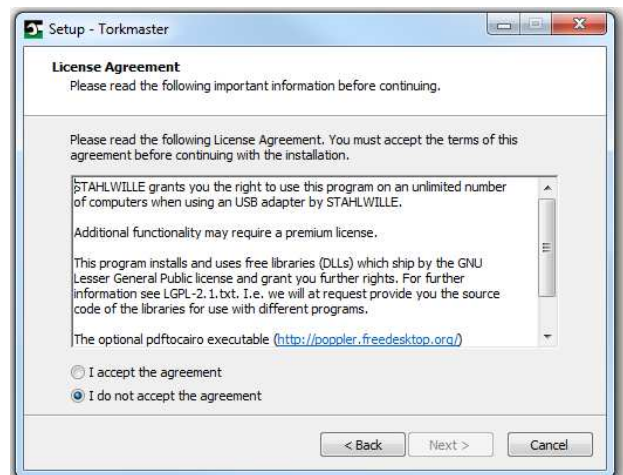 Setup - Torkmaster
License Agreement
Please read the following important information before continuing.
Please read the following License Agreement. You must accept the terms of this
agreement before continuing with the installation.
STAHLWILLE grants you the right to use this program on an unlimited number
of computers when using an USB adapter by STAHLWILLE.
Additional functionality may require a premium license.
This program installs and uses free libraries (DLLs) which ship by the GNU
Lesser General Public license and grant you further rights. For further
information see LGPL-2.1.txt. I.e. we will at request provide you the source
code of the libraries for use with different programs.
The optional pdftocairo executable (http://poppler.freedesktop.org/)
I accept the agreement
I do not accept the agreement
< Back Next > Cancel